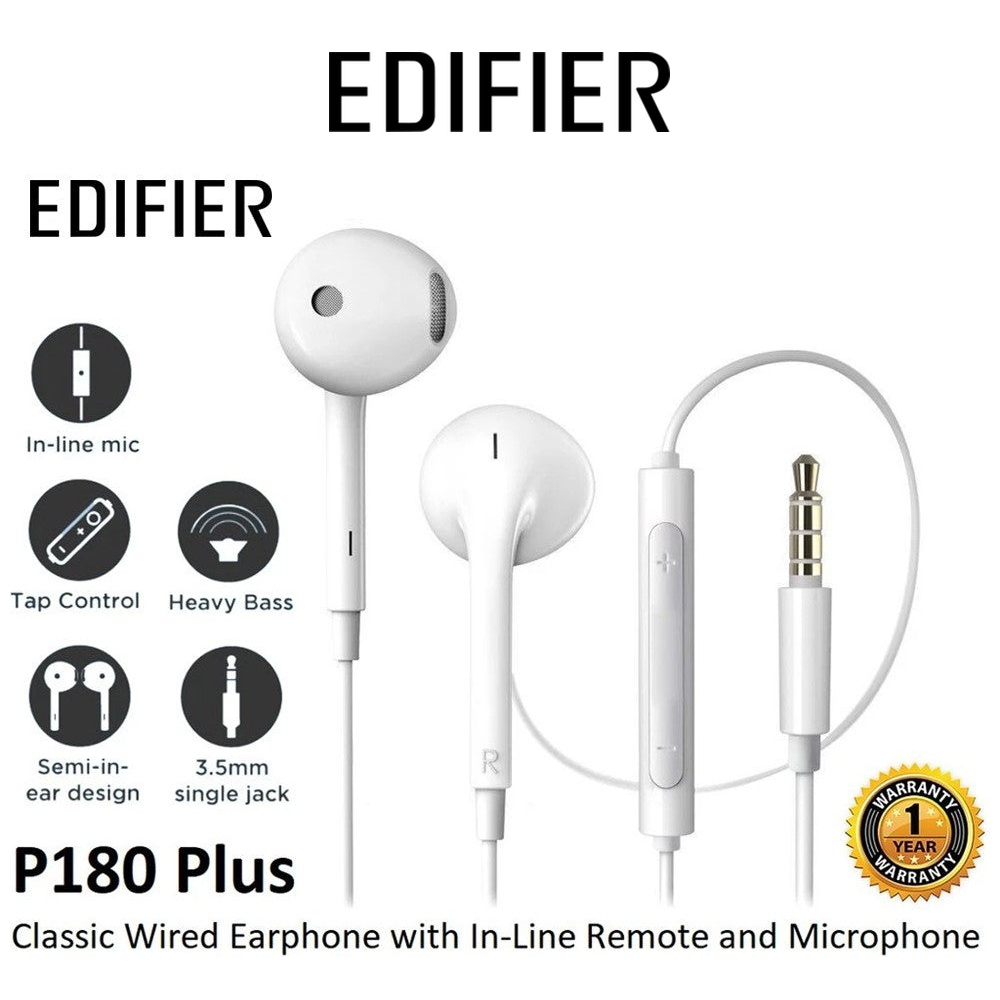 EDIFIER
EDIFIER
In-line mic
Tap Control
Heavy Bass
Semi-in-
ear design
3.5mm
single jack
R
WARRANTY
1
YEAR
WARRANTY
P180 Plus
Classic Wired Earphone with In-Line Remote and Microphone